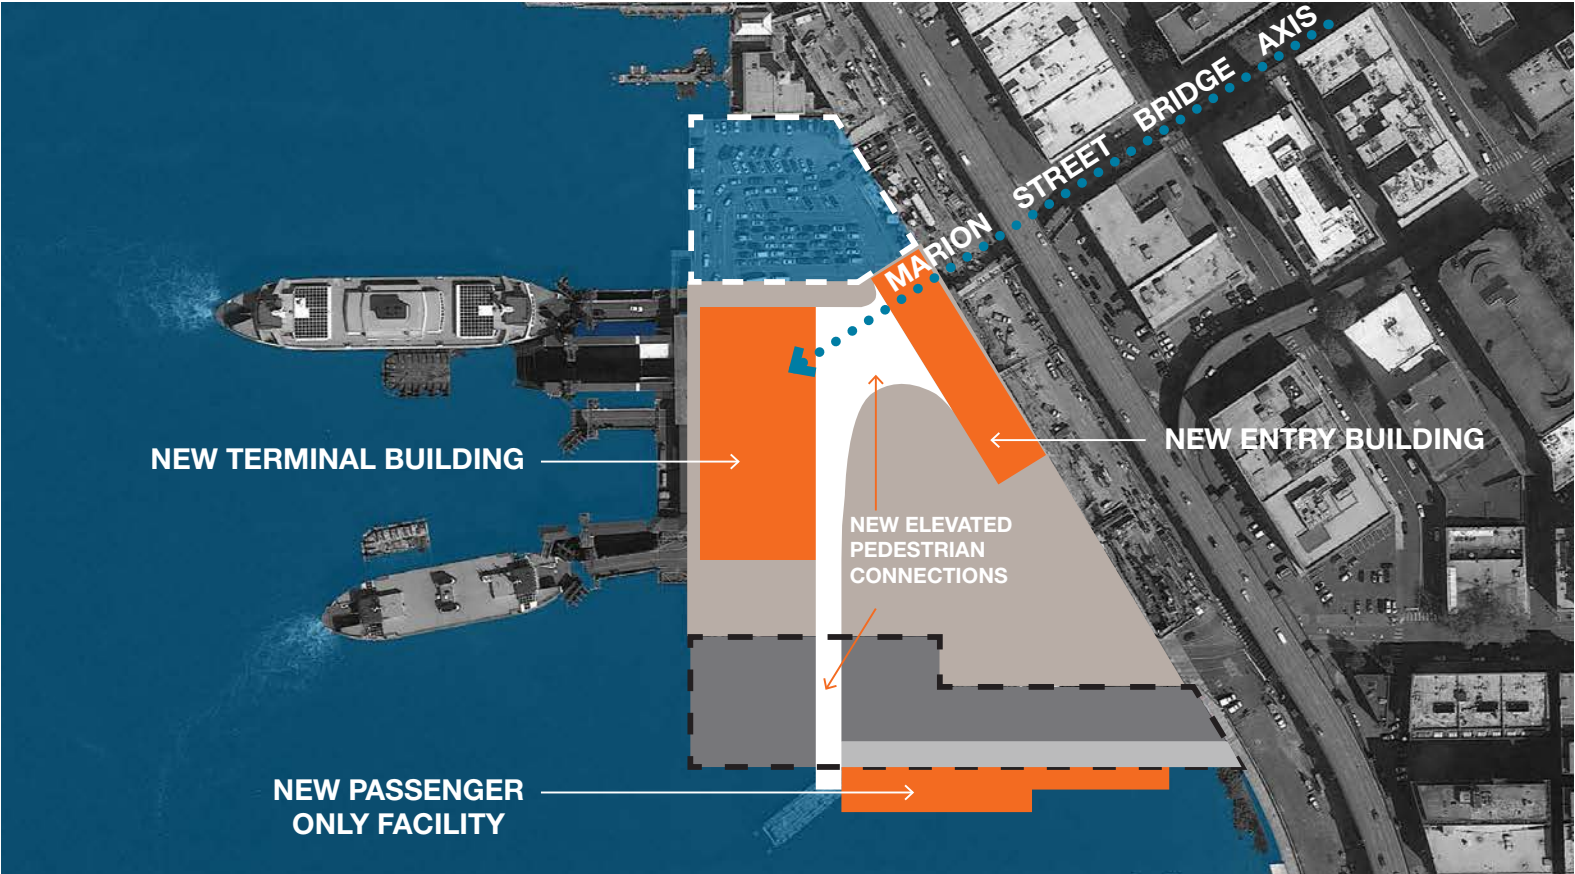 MARION STREET BRIDGE AXIS
NEW TERMINAL BUILDING
NEW ENTRY BUILDING
NEW ELEVATED
PEDESTRIAN
CONNECTIONS
NEW PASSENGER
ONLY FACILITY